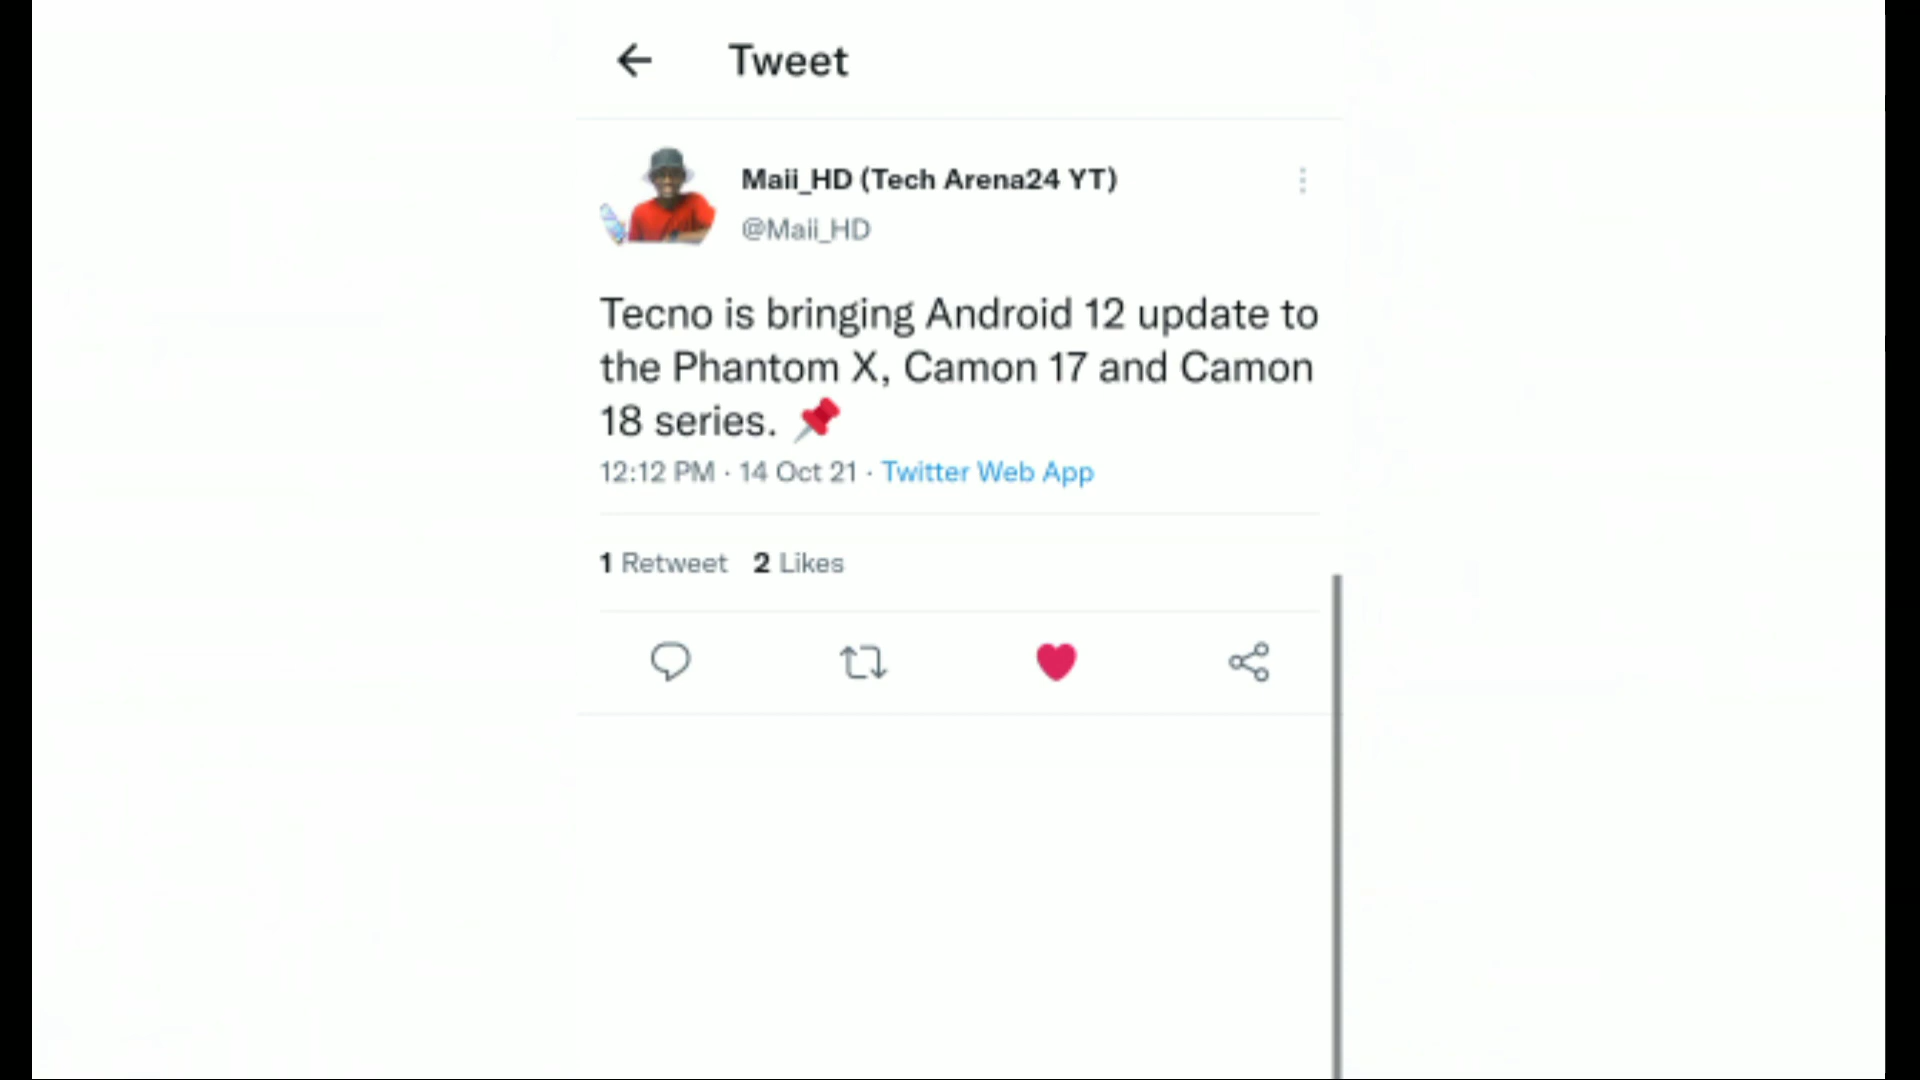 Tweet
Maii_HD (Tech Arena24 YT)
@Maii_HD
Tecno is bringing Android 12 update to
the Phantom X, Camon 17 and Camon
18 series. 📌
12:12 PM · 14 Oct 21 · Twitter Web App
1 Retweet 2 Likes